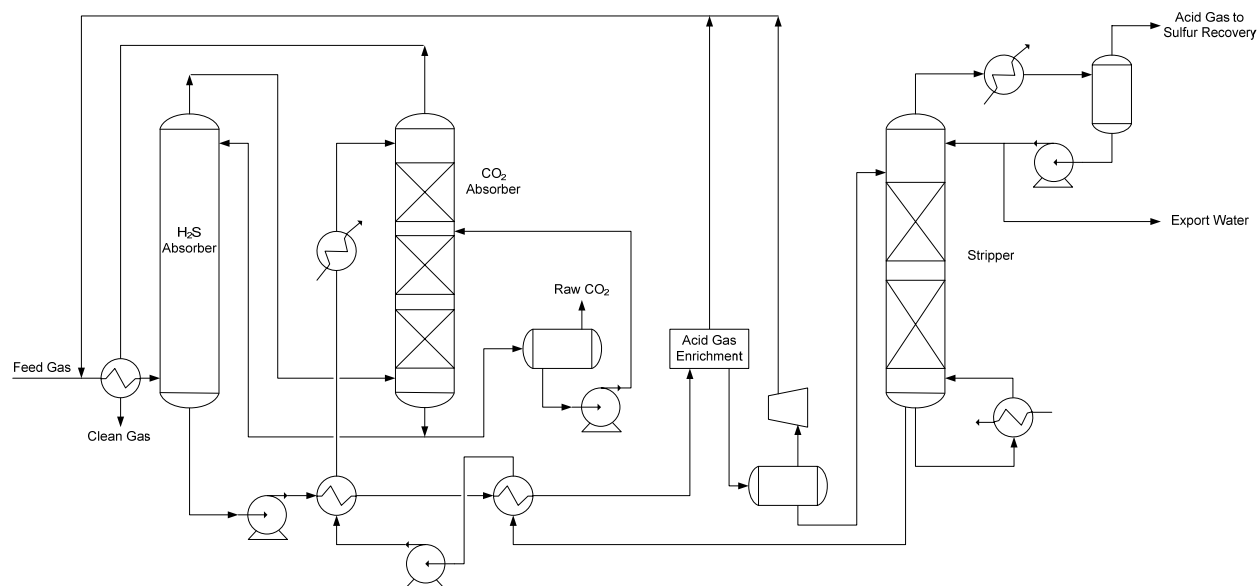 Acid Gas to
Sulfur Recovery
CO₂
Absorber
H₂S
Absorber
Export Water
Stripper
Raw CO₂
Acid Gas
Enrichment
Feed Gas
Clean Gas